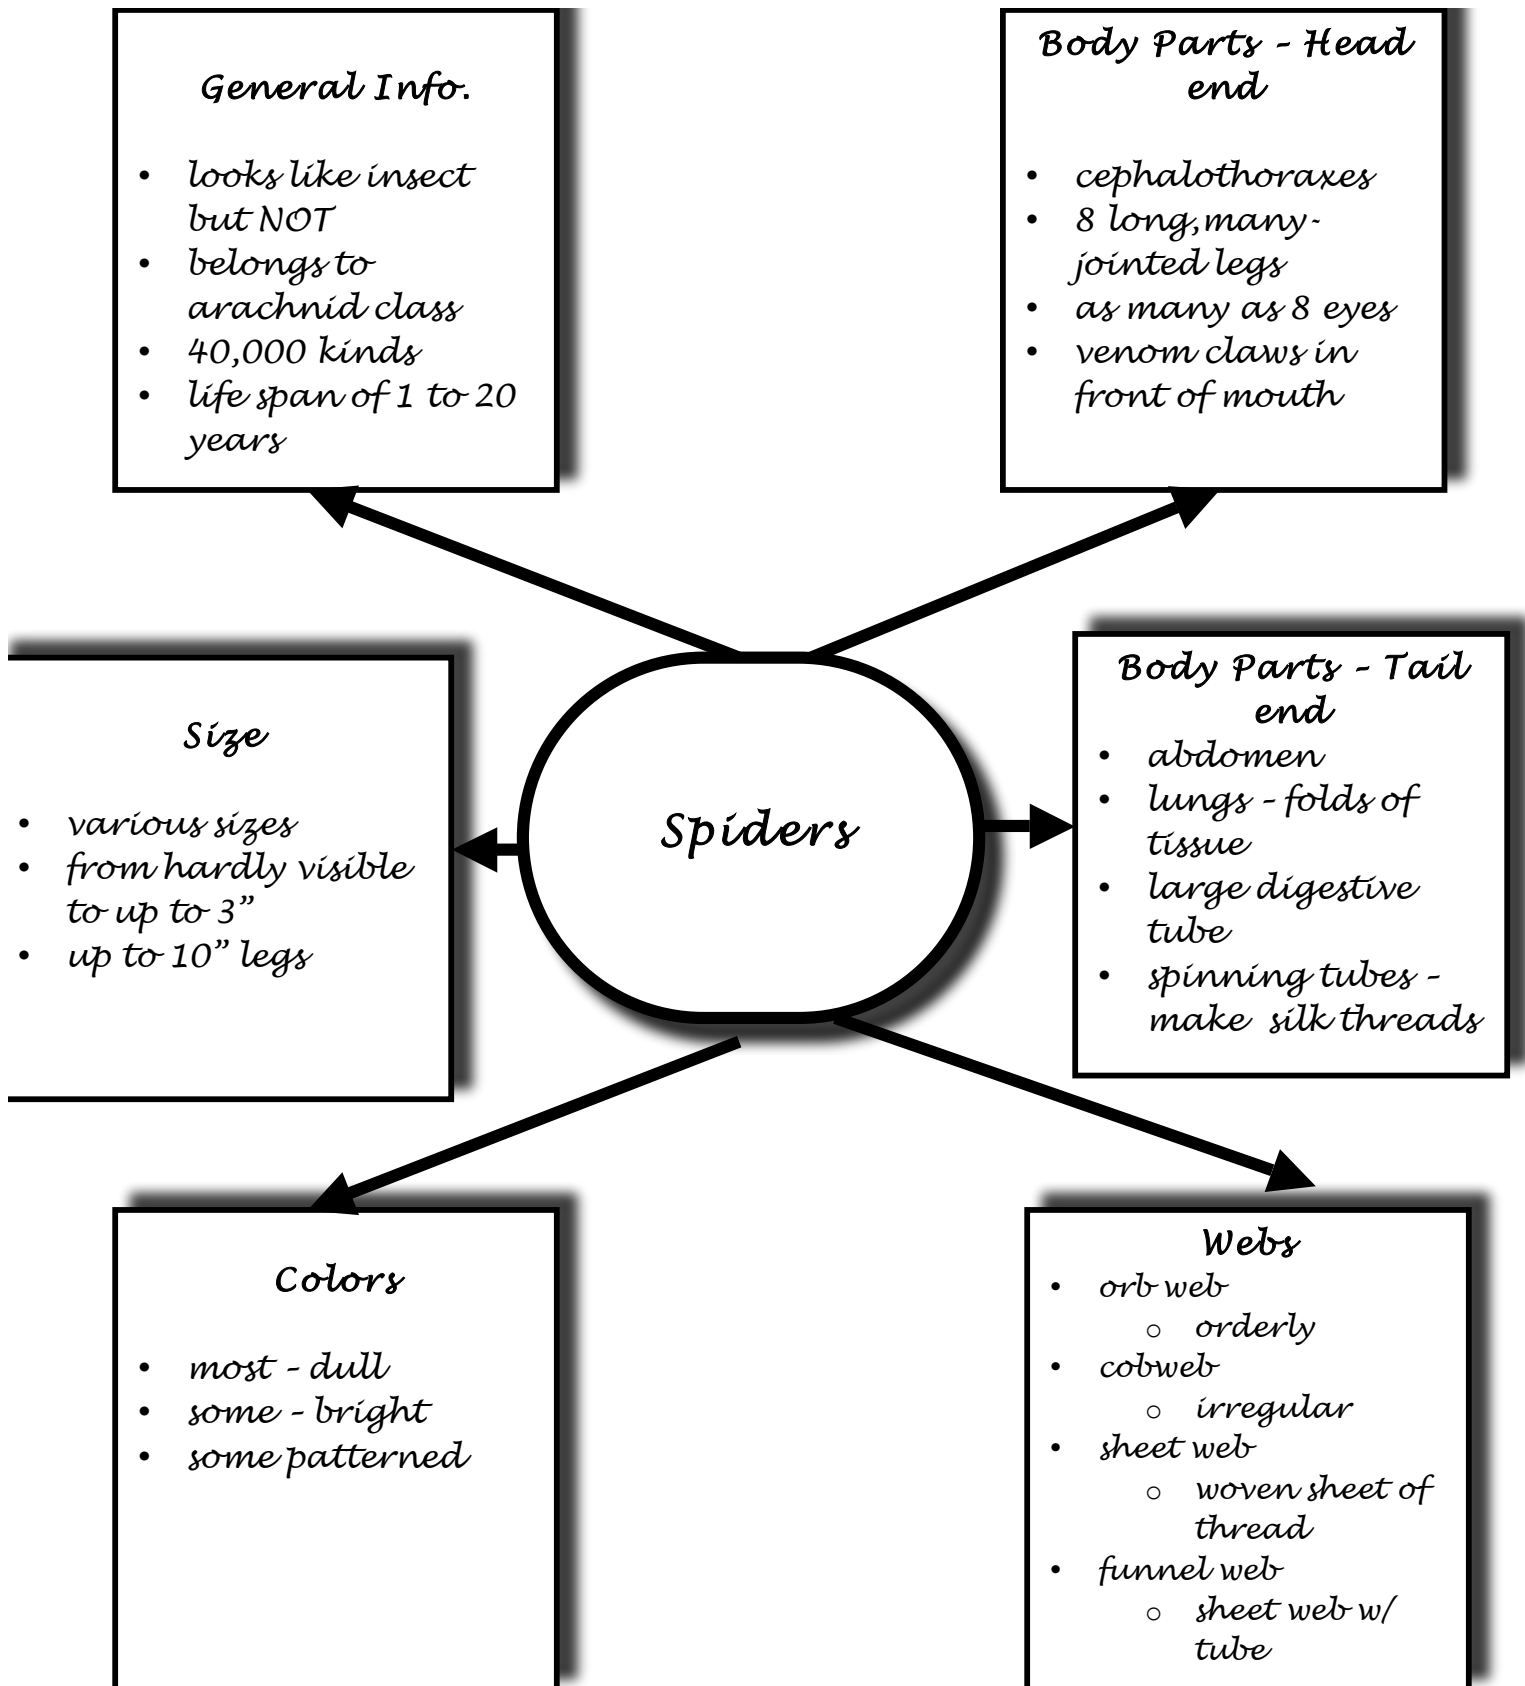 General Info.
• looks like insect
but NOT
• belongs to
arachnid class
• 40,000 kinds
• life span of 1 to 20
years
Body Parts – Head
end
• cephalothoraxes
• 8 long,many-
jointed legs
• as many as 8 eyes
• venom claws in
front of mouth
Size
• various sizes
• from hardly visible
to up to 3”
• up to 10” legs
Spiders
Body Parts – Tail
end
• abdomen
• lungs – folds of
tissue
• large digestive
tube
• spinning tubes –
make silk threads
Colors
• most – dull
• some – bright
• some patterned
Webs
• orb web
o orderly
• cobweb
o irregular
• sheet web
o woven sheet of
thread
• funnel web
o sheet web w/
tube